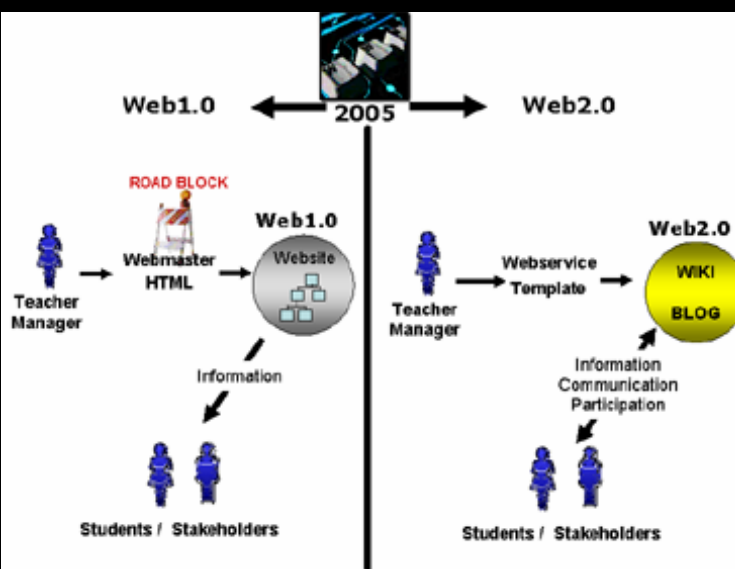 Web1.0
2005
Web2.0
ROAD BLOCK
Webmaster
HTML
Web1.0
Website
Teacher
Manager
Information
Students / Stakeholders
Teacher
Manager
Webservice
Template
Web2.0
WIKI
BLOG
Information
Communication
Participation
Students / Stakeholders